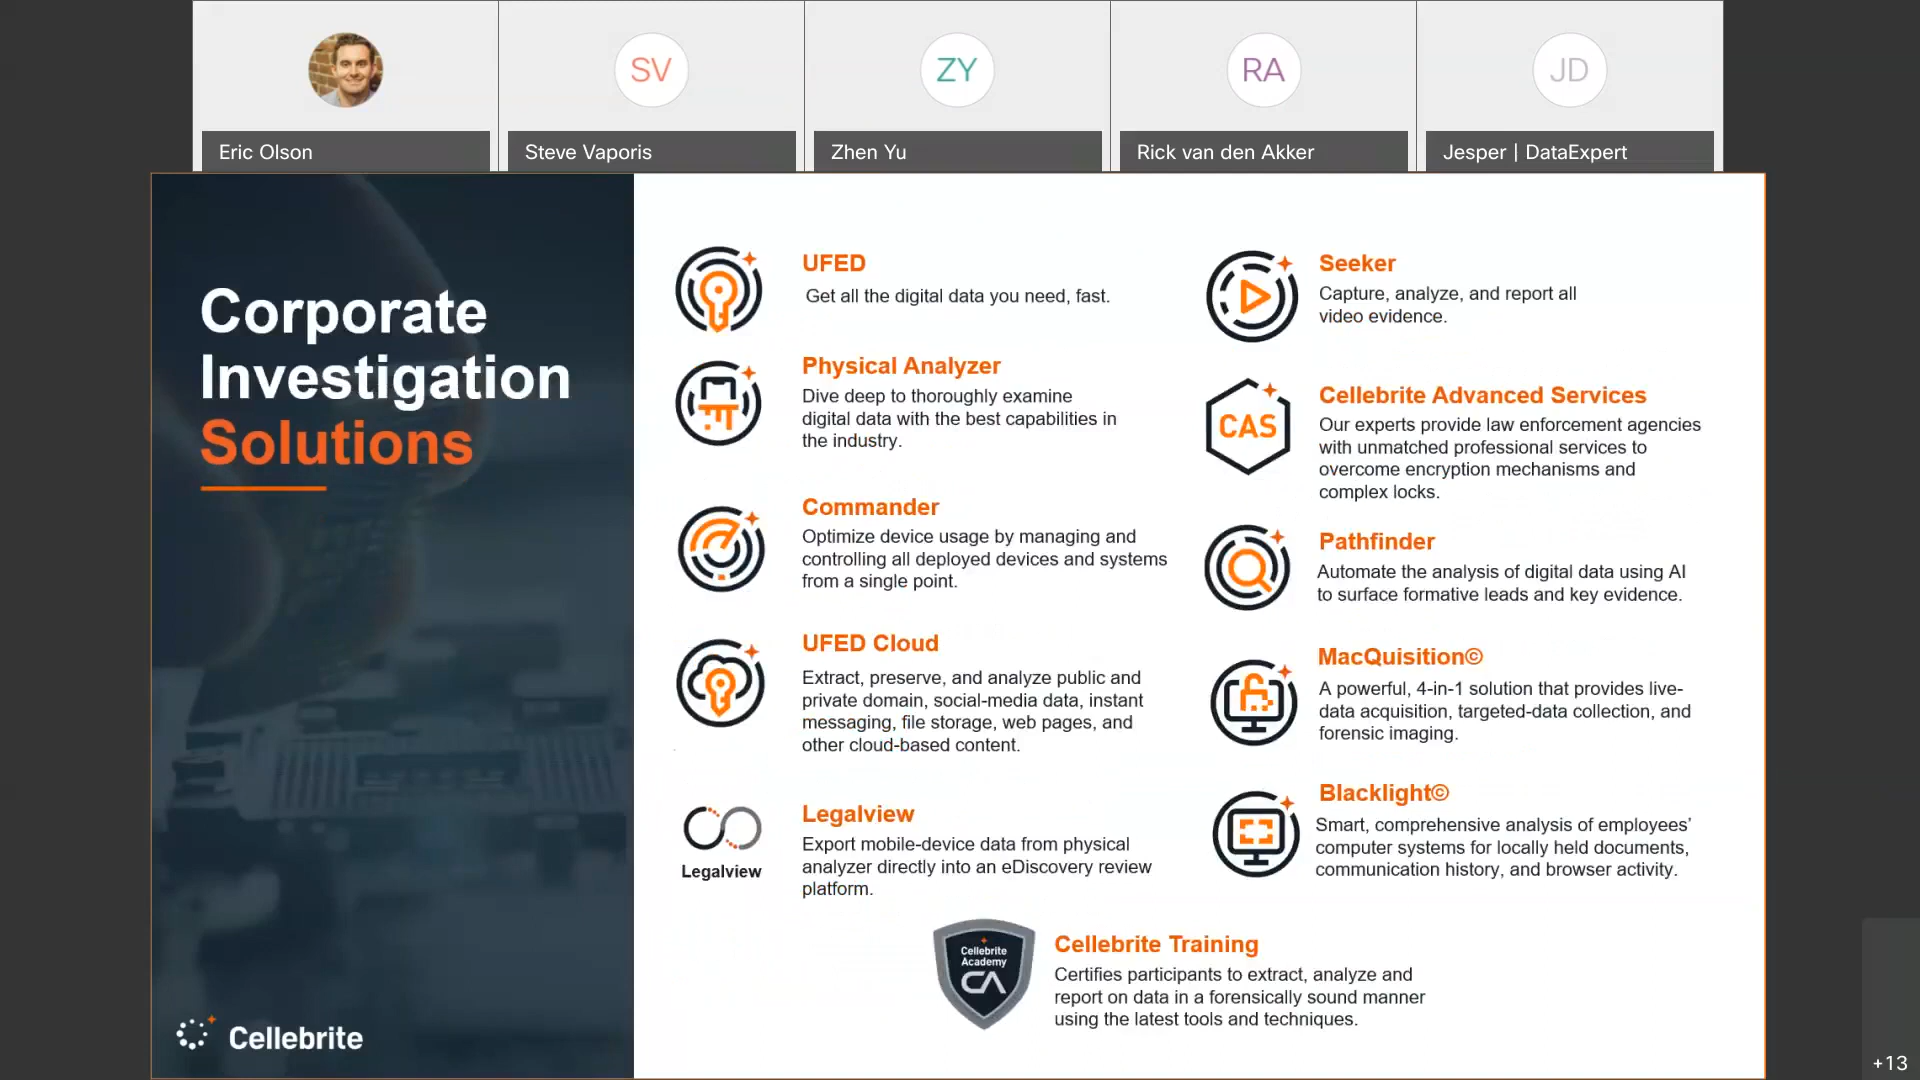 SV
ZY
RA
JD
Eric Olson
Steve Vaporis
Zhen Yu
Rick van den Akker
Jesper | DataExpert
Corporate
Investigation
Solutions
Cellebrite
UFED
Get all the digital data you need, fast.
Physical Analyzer
Dive deep to thoroughly examine
digital data with the best capabilities in
the industry.
Commander
Optimize device usage by managing and
controlling all deployed devices and systems
from a single point.
UFED Cloud
Extract, preserve, and analyze public and
private domain, social-media data, instant
messaging, file storage, web pages, and
other cloud-based content.
Legalview
Legalview
Export mobile-device data from physical
analyzer directly into an eDiscovery review
platform.
Seeker
Capture, analyze, and report all
video evidence.
CAS
Cellebrite Advanced Services
Our experts provide law enforcement agencies
with unmatched professional services to
overcome encryption mechanisms and
complex locks.
Pathfinder
Automate the analysis of digital data using AI
to surface formative leads and key evidence.
MacQuisition©
A powerful, 4-in-1 solution that provides live-
data acquisition, targeted-data collection, and
forensic imaging.
Blacklight©
Smart, comprehensive analysis of employees’
computer systems for locally held documents,
communication history, and browser activity.
Cellebrite
Academy
CA
Cellebrite Training
Certifies participants to extract, analyze and
report on data in a forensically sound manner
using the latest tools and techniques.
+13